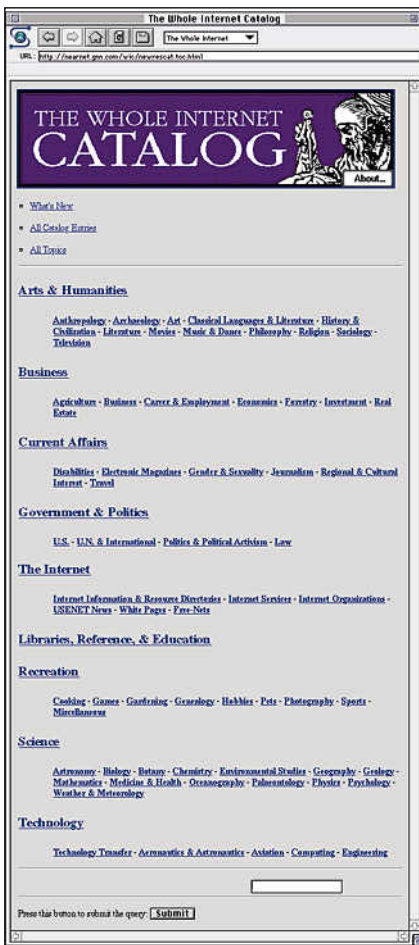 The Whole Internet Catalog
The Whole Internet
URL: http://nearnet.gnn.com/wic/newrescat.toc.html
THE WHOLE INTERNET
CATALOG
About...
What's New
All Catalog Entries
All Topics
Arts & Humanities
Anthropology - Archaeology - Art - Classical Languages & Literature - History &
Civilization - Literature - Movies - Music & Dance - Philosophy - Religion - Sociology -
Television
Business
Agriculture - Business - Career & Employment - Economics - Forestry - Investment - Real
Estate
Current Affairs
Disabilities - Electronic Magazines - Gender & Sexuality - Journalism - Regional & Cultural
Interest - Travel
Government & Politics
U.S. - U.N. & International - Politics & Political Activism - Law
The Internet
Internet Information & Resource Directories - Internet Services - Internet Organizations -
USENET News - White Pages - Free-Nets
Libraries, Reference, & Education
Recreation
Cooking - Games - Gardening - Genealogy - Hobbies - Pets - Photography - Sports -
Miscellaneous
Science
Astronomy - Biology - Botany - Chemistry - Environmental Studies - Geography - Geology -
Mathematics - Medicine & Health - Oceanography - Palaeontology - Physics - Psychology -
Weather & Meteorology
Technology
Technology Transfer - Aeronautics & Astronautics - Aviation - Computing - Engineering
Press this button to submit the query: Submit